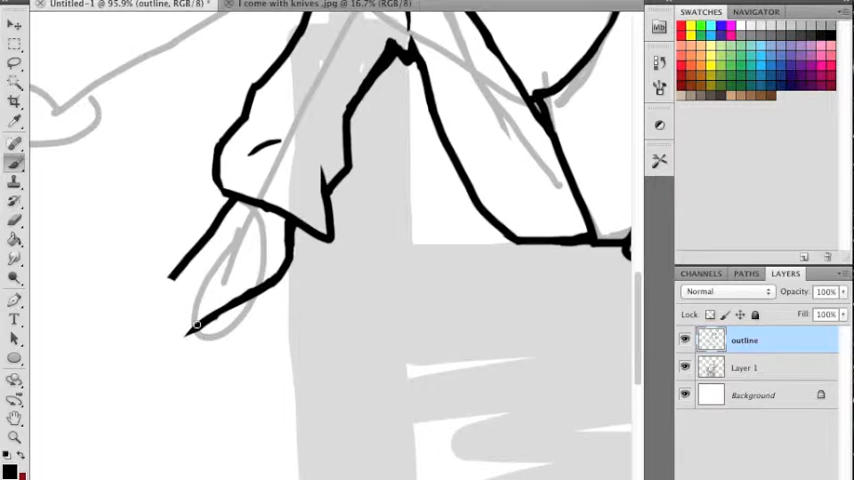 Untitled-1 @ 95.9% (outline, RGB/8) *
I come with knives .jpg @ 16.7% (RGB/8)
SWATCHES
NAVIGATOR
CHANNELS
PATHS
LAYERS
Normal
Opacity: 100%
Lock:
Fill: 100%
outline
Layer 1
Background